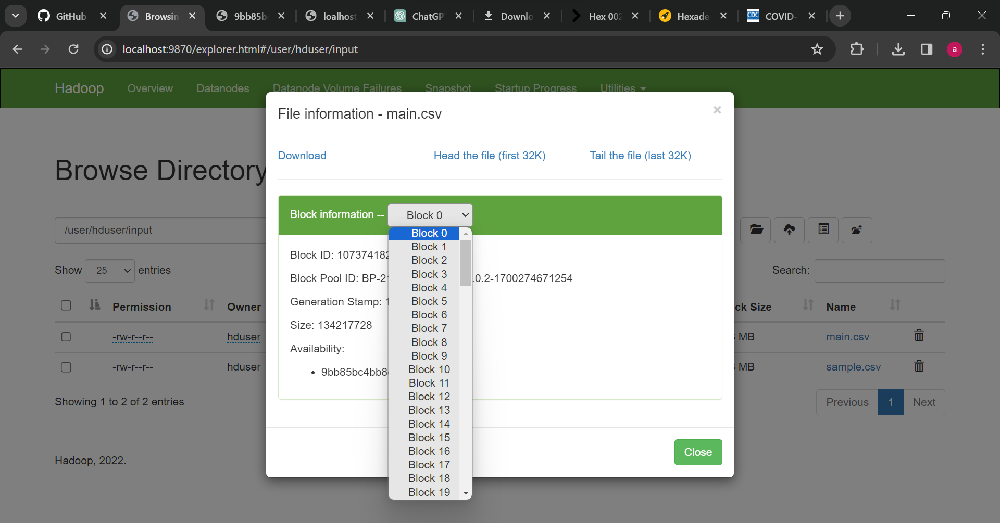 GitHub
Browsin
9bb85b
loalhost
ChatGP
Downlo
Hex 002
Hexade
CDC
COVID-
localhost:9870/explorer.html#/user/hduser/input
a
Hadoop
Overview
Datanodes
Datanode Volume Failures
Snapshot
Startup Progress
Utilities
File information - main.csv
×
Download
Head the file (first 32K)
Tail the file (last 32K)
Browse Directory
Block information --
Block 0
/user/hduser/input
Block 0
Block 1
Block 2
Block 3
Block 4
Block 5
Block 6
Block 7
Block 8
Block 9
Block 10
Block 11
Block 12
Block 13
Block 14
Block 15
Block 16
Block 17
Block 18
Block 19
Block ID: 107374182
Block Pool ID: BP-21
.0.2-1700274671254
Generation Stamp: 1
Size: 134217728
Availability:
• 9bb85bc4bb8
Show 25 entries
Search:
Permission
Owner
ck Size
Name
-rw-r--r--
hduser
MB
main.csv
-rw-r--r--
hduser
MB
sample.csv
Showing 1 to 2 of 2 entries
Previous
1
Next
Close
Hadoop, 2022.